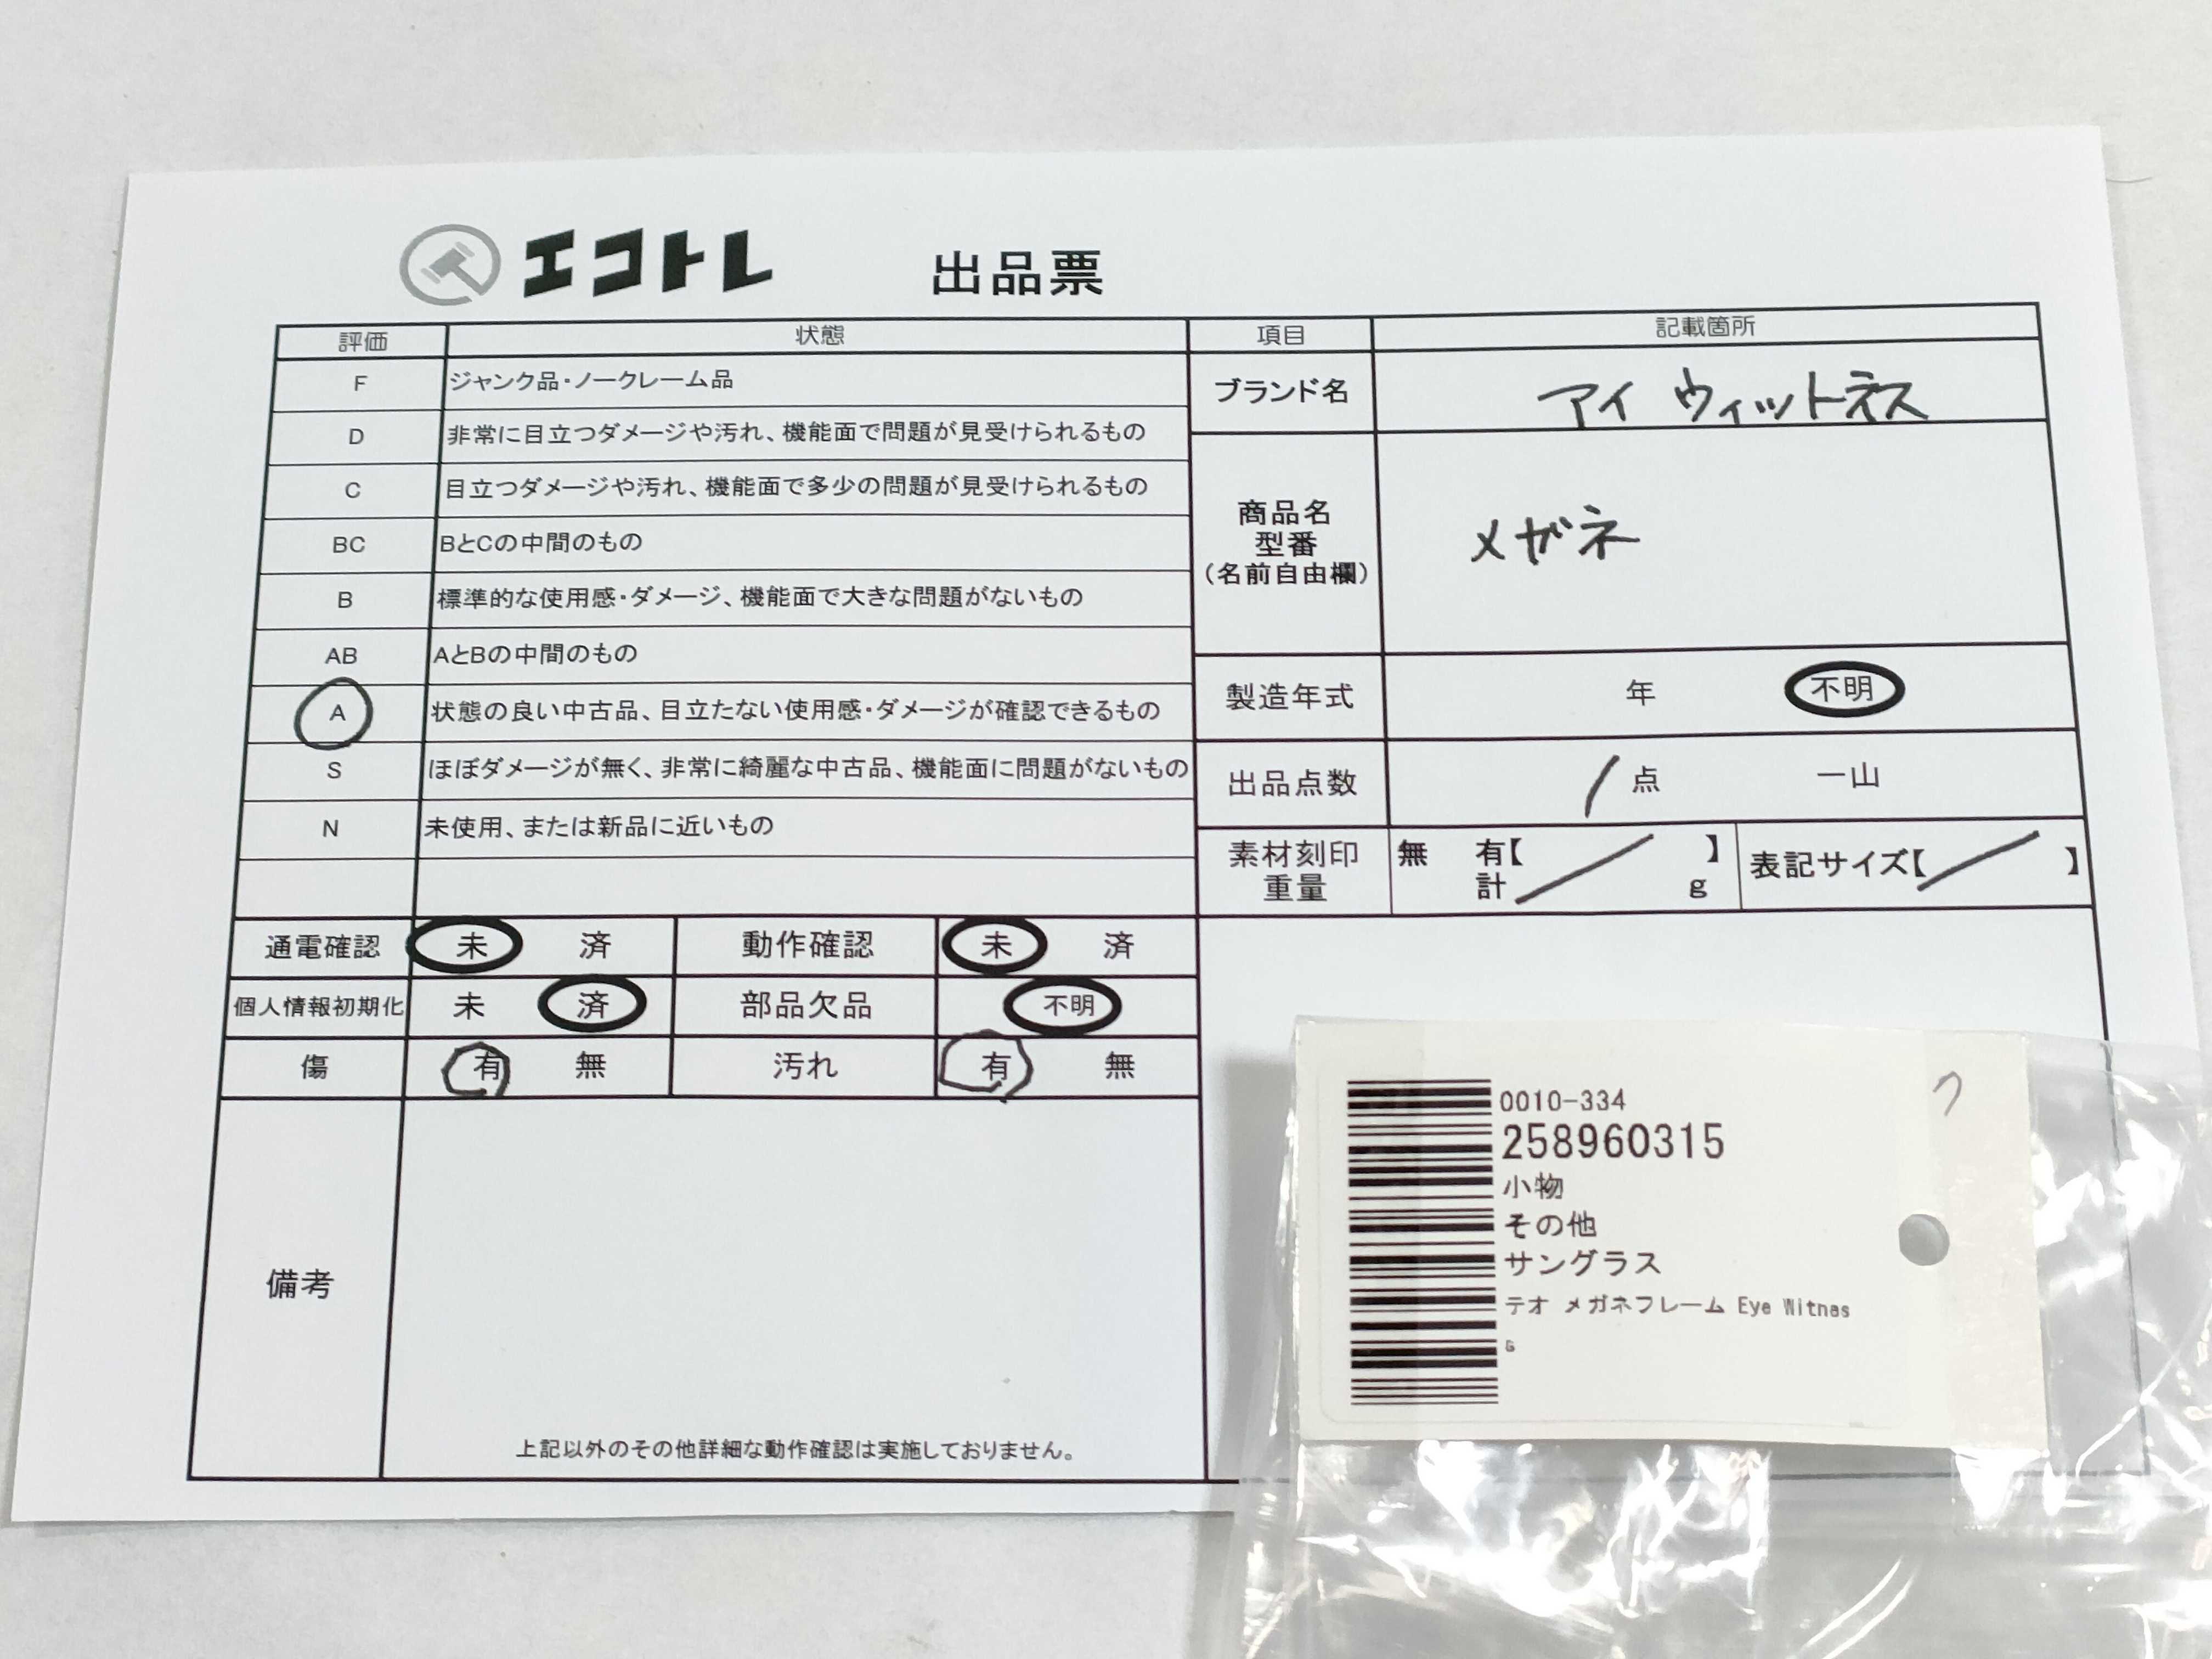 エコトレ 出品票
評価 状態 項目 記載箇所
F ジャンク品・ノークレーム品
D 非常に目立つダメージや汚れ、機能面で問題が見受けられるもの
C 目立つダメージや汚れ、機能面で多少の問題が見受けられるもの
BC BとCの中間のもの
B 標準的な使用感・ダメージ、機能面で大きな問題がないもの
AB AとBの中間のもの
A 状態の良い中古品、目立たない使用感・ダメージが確認できるもの
S ほぼダメージが無く、非常に綺麗な中古品、機能面に問題がないもの
N 未使用、または新品に近いもの
ブランド名 アイ ウィットネス
商品名
型番
(名前自由欄)
メガネ
製造年式 年 不明
出品点数 1点 一山
素材刻印 無 有【 】 表記サイズ【 】
重量 計 g
通電確認 未 済 動作確認 未 済
個人情報初期化 未 済 部品欠品 不明
傷 有 無 汚れ 有 無
備考
上記以外のその他詳細な動作確認は実施しておりません。
0010-334
258960315
小物
その他
サングラス
テオ メガネフレーム Eye Witnes
s